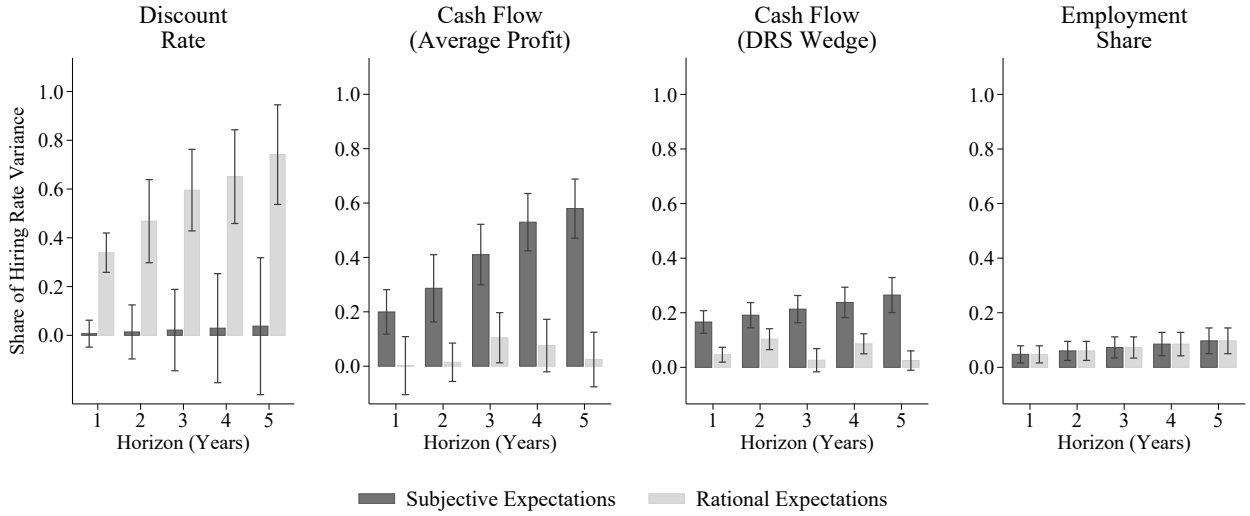 Discount
Rate
Cash Flow
(Average Profit)
Cash Flow
(DRS Wedge)
Employment
Share
Share of Hiring Rate Variance
1.0
0.8
0.6
0.4
0.2
0.0
1 2 3 4 5
Horizon (Years)
1.0
0.8
0.6
0.4
0.2
0.0
1 2 3 4 5
Horizon (Years)
1.0
0.8
0.6
0.4
0.2
0.0
1 2 3 4 5
Horizon (Years)
1.0
0.8
0.6
0.4
0.2
0.0
1 2 3 4 5
Horizon (Years)
Subjective Expectations
Rational Expectations